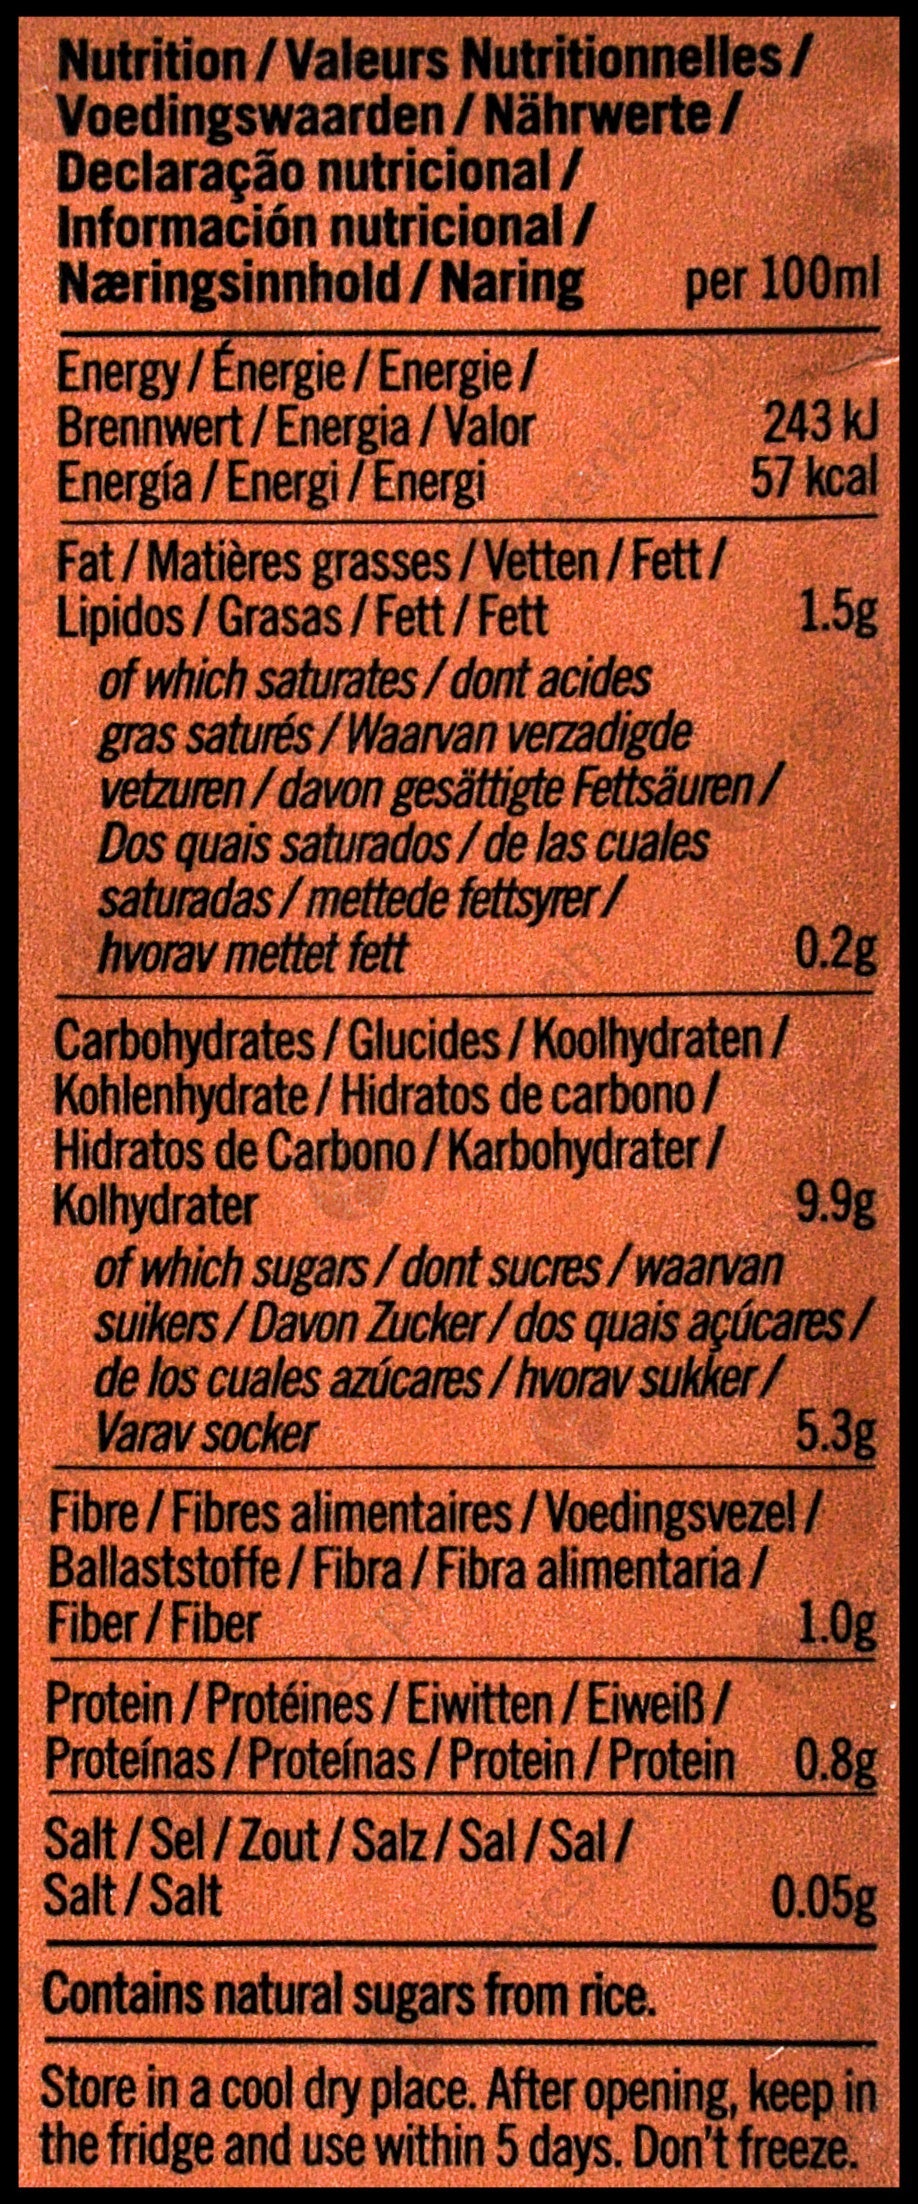 Nutrition / Valeurs Nutritionnelles /
Voedingswaarden / Nährwerte /
Declaração nutricional /
Información nutricional /
Næringsinnhold / Naring per 100ml
Energy / Énergie / Energie /
Brennwert / Energia / Valor 243 kJ
Energía / Energi / Energi 57 kcal
Fat / Matières grasses / Vetten / Fett /
Lipidos / Grasas / Fett / Fett 1.5g
of which saturates / dont acides
gras saturés / Waarvan verzadigde
vetzuren / davon gesättigte Fettsäuren /
Dos quais saturados / de las cuales
saturadas / mettede fettsyrer /
hvorav mettet fett 0.2g
Carbohydrates / Glucides / Koolhydraten /
Kohlenhydrate / Hidratos de carbono /
Hidratos de Carbono / Karbohydrater /
Kolhydrater 9.9g
of which sugars / dont sucres / waarvan
suikers / Davon Zucker / dos quais açúcares /
de los cuales azúcares / hvorav sukker /
Varav socker 5.3g
Fibre / Fibres alimentaires / Voedingsvezel /
Ballaststoffe / Fibra / Fibra alimentaria /
Fiber / Fiber 1.0g
Protein / Protéines / Eiwitten / Eiweiß /
Proteínas / Proteínas / Protein / Protein 0.8g
Salt / Sel / Zout / Salz / Sal / Sal /
Salt / Salt 0.05g
Contains natural sugars from rice.
Store in a cool dry place. After opening, keep in
the fridge and use within 5 days. Don't freeze.